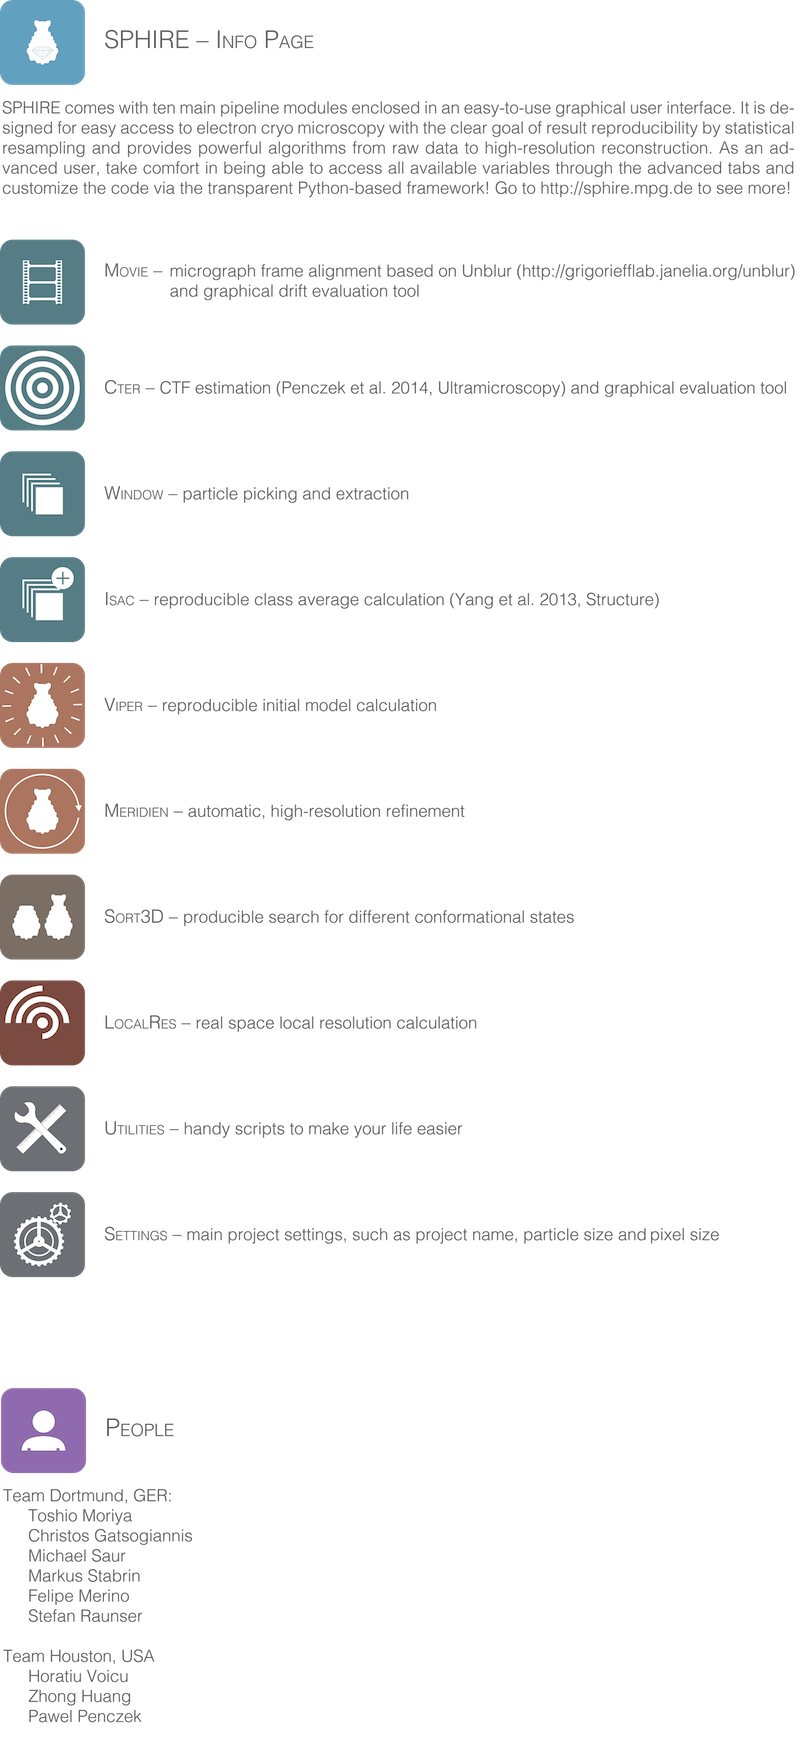 SPHIRE – Info Page
SPHIRE comes with ten main pipeline modules enclosed in an easy-to-use graphical user interface. It is de-
signed for easy access to electron cryo microscopy with the clear goal of result reproducibility by statistical
resampling and provides powerful algorithms from raw data to high-resolution reconstruction. As an ad-
vanced user, take comfort in being able to access all available variables through the advanced tabs and
customize the code via the transparent Python-based framework! Go to http://sphire.mpg.de to see more!
Movie – micrograph frame alignment based on Unblur (http://grigoriefflab.janelia.org/unblur)
and graphical drift evaluation tool
Cter – CTF estimation (Penczek et al. 2014, Ultramicroscopy) and graphical evaluation tool
Window – particle picking and extraction
Isac – reproducible class average calculation (Yang et al. 2013, Structure)
Viper – reproducible initial model calculation
Meridien – automatic, high-resolution refinement
Sort3D – producible search for different conformational states
LocalRes – real space local resolution calculation
Utilities – handy scripts to make your life easier
Settings – main project settings, such as project name, particle size and pixel size
People
Team Dortmund, GER:
Toshio Moriya
Christos Gatsogiannis
Michael Saur
Markus Stabrin
Felipe Merino
Stefan Raunser
Team Houston, USA
Horatiu Voicu
Zhong Huang
Pawel Penczek